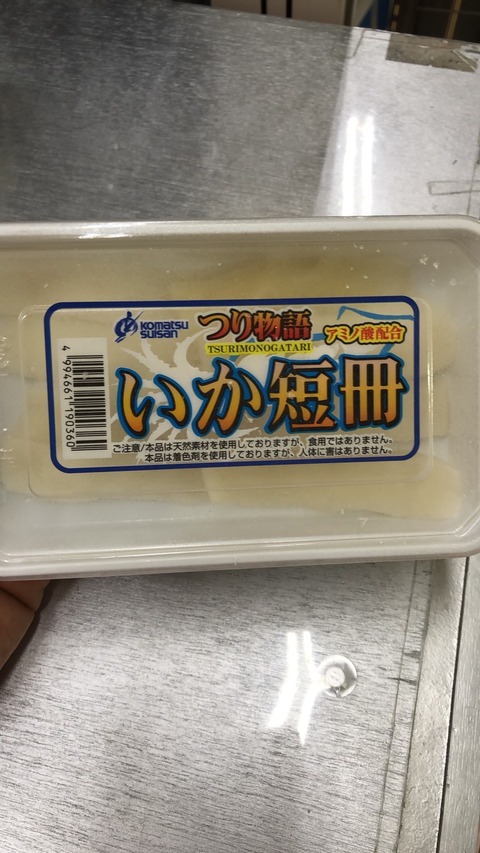 komatsu
suisan
つり物語
TSURIMONOGATARI
アミノ酸配合
いか短冊
ご注意/本品は天然素材を使用しておりますが、食用ではありません。
本品は着色剤を使用しておりますが、人体に害はありません。
4994661190360